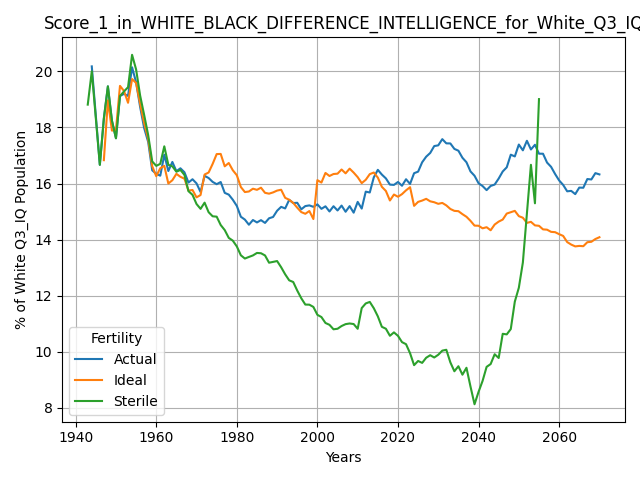 Score_1_in_WHITE_BLACK_DIFFERENCE_INTELLIGENCE_for_White_Q3_IQ
% of White Q3_IQ Population
20
18
16
14
12
10
8
Fertility
Actual
Ideal
Sterile
1940 1960 1980 2000 2020 2040 2060
Years